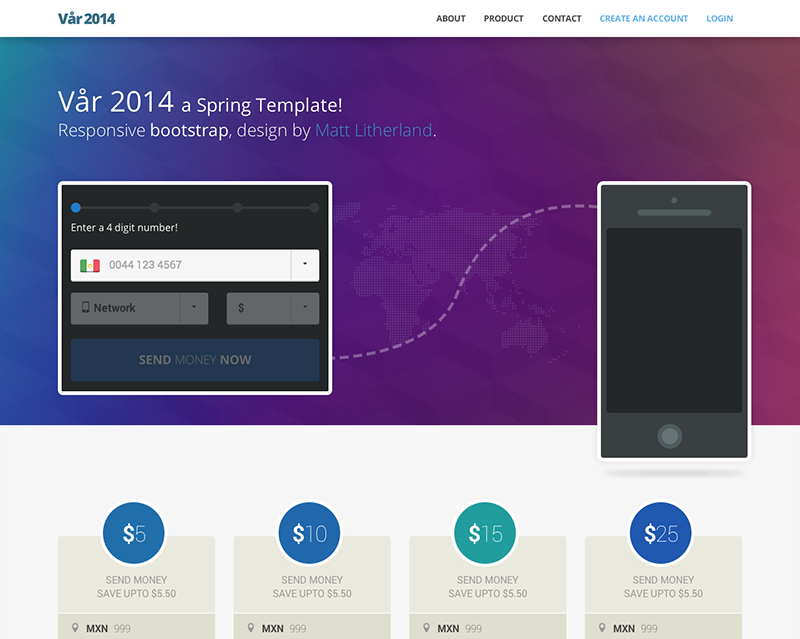 Vår 2014
ABOUT PRODUCT CONTACT CREATE AN ACCOUNT LOGIN
Vår 2014 a Spring Template!
Responsive bootstrap, design by Matt Litherland.
Enter a 4 digit number!
0044 123 4567
Network $
SEND MONEY NOW
$5 $10 $15 $25
SEND MONEY SEND MONEY SEND MONEY SEND MONEY
SAVE UPTO $5.50 SAVE UPTO $5.50 SAVE UPTO $5.50 SAVE UPTO $5.50
MXN 999 MXN 999 MXN 999 MXN 999